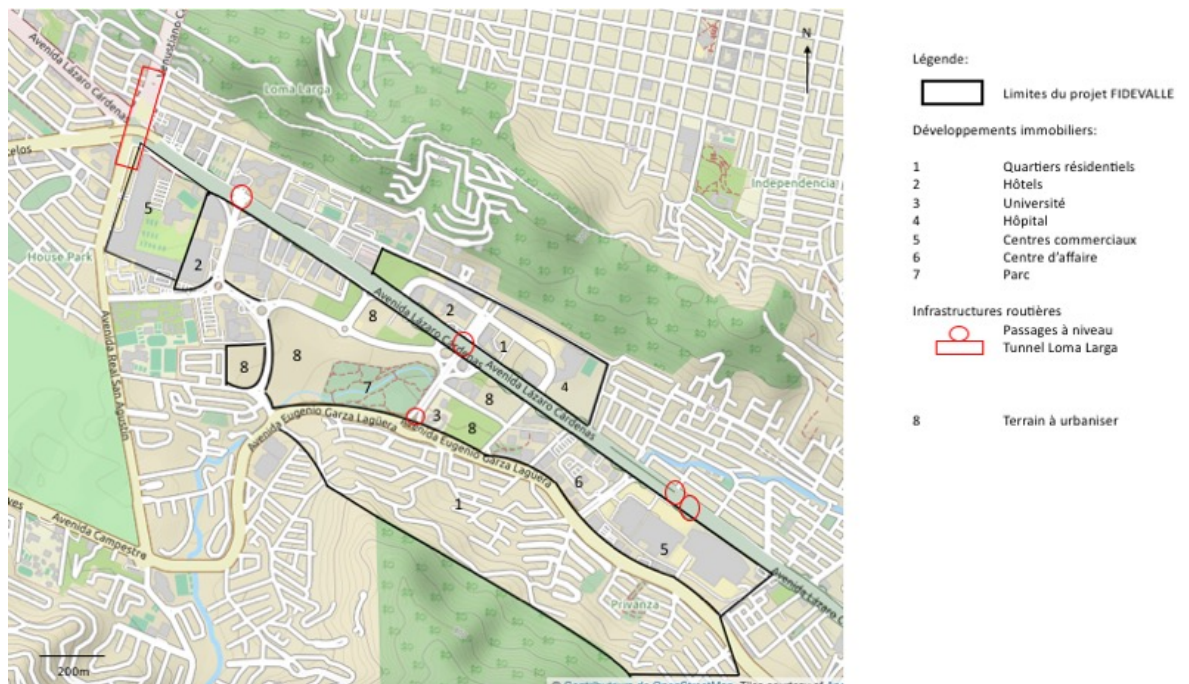 Avenida Lázaro Cárdenas
Loma Larga
N
Independencia
House Park
5
2
8
2
Avenida Lázaro Cárdenas
1
Avenida Lázaro Cárdenas
4
8
8
7
8
3
8
Avenida Real San Agustín
Avenida Eugenio Garza Lagüera
Avenida Eugenio Garza Lagüera
6
1
5
Avenida Campestre
Privanza
200m
Légende:
Limites du projet FIDEVALLE
Développements immobiliers:
1 Quartiers résidentiels
2 Hôtels
3 Université
4 Hôpital
5 Centres commerciaux
6 Centre d'affaire
7 Parc
Infrastructures routières
Passages à niveau
Tunnel Loma Larga
8 Terrain à urbaniser